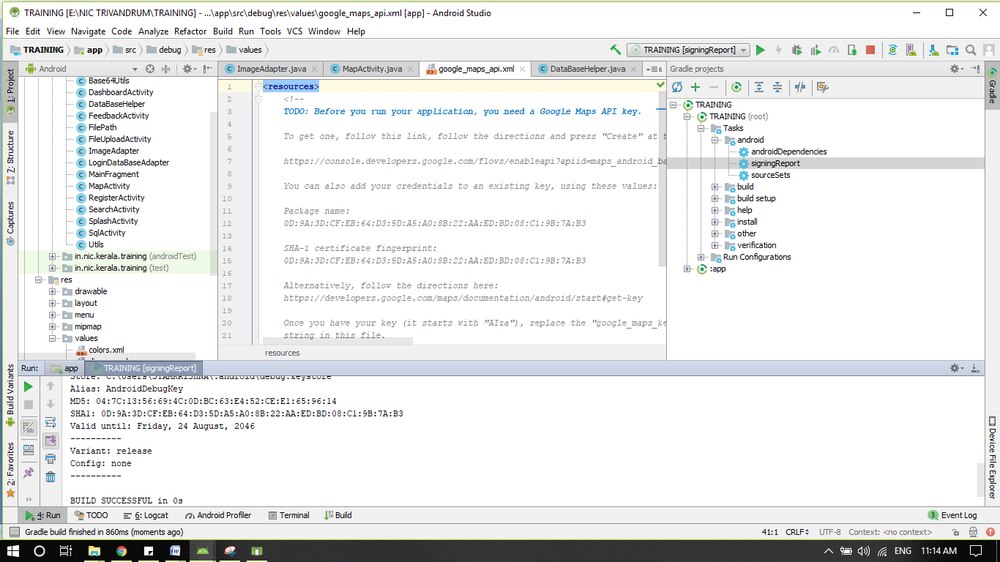 TRAINING [E:\NIC TRIVANDRUM\TRAINING] - ...\app\src\debug\res\values\google_maps_api.xml [app] - Android Studio
File Edit View Navigate Code Analyze Refactor Build Run Tools VCS Window Help
TRAINING app src debug res values TRAINING [signingReport]
Android
ImageAdapter.java MapActivity.java google_maps_api.xml DataBaseHelper.java 6
Gradle projects
1: Project
7: Structure
Captures
Build Variants
2: Favorites
Base64Utils
DashboardActivity
DataBaseHelper
FeedbackActivity
FilePath
FileUploadActivity
ImageAdapter
LoginDataBaseAdapter
MainFragment
MapActivity
RegisterActivity
SearchActivity
SplashActivity
SqlActivity
Utils
in.nic.kerala.training (androidTest)
in.nic.kerala.training (test)
res
drawable
layout
menu
mipmap
values
colors.xml
1 <resources>
2 <!--
3 TODO: Before you run your application, you need a Google Maps API key.
4
5 To get one, follow this link, follow the directions and press "Create" at
6
7 https://console.developers.google.com/flows/enableapi?apiid=maps_android_ba
8
9 You can also add your credentials to an existing key, using these values:
10
11 Package name:
12 0D:9A:3D:CF:EB:64:D3:5D:A5:A0:8B:22:AA:ED:BD:08:C1:9B:7A:B3
13
14 SHA-1 certificate fingerprint:
15 0D:9A:3D:CF:EB:64:D3:5D:A5:A0:8B:22:AA:ED:BD:08:C1:9B:7A:B3
16
17 Alternatively, follow the directions here:
18 https://developers.google.com/maps/documentation/android/start#get-key
19
20 Once you have your key (it starts with "AIza"), replace the "google_maps_ke
21 string in this file.
resources
TRAINING
TRAINING (root)
Tasks
android
androidDependencies
signingReport
sourceSets
build
build setup
help
install
other
verification
Run Configurations
:app
Gradle
Device File Explorer
Run: app TRAINING [signingReport]
Store: C:\Users\SYAMKRISHNA\.android\debug.keystore
Alias: AndroidDebugKey
MD5: 04:7C:13:56:69:4C:0D:BC:63:E4:52:CE:E1:65:96:14
SHA1: 0D:9A:3D:CF:EB:64:D3:5D:A5:A0:8B:22:AA:ED:BD:08:C1:9B:7A:B3
Valid until: Friday, 24 August, 2046
----------
Variant: release
Config: none
----------
BUILD SUCCESSFUL in 0s
4: Run TODO 6: Logcat Android Profiler Terminal Build 3 Event Log
Gradle build finished in 860ms (moments ago) 41:1 CRLF UTF-8 Context: <no context>
ENG 11:14 AM